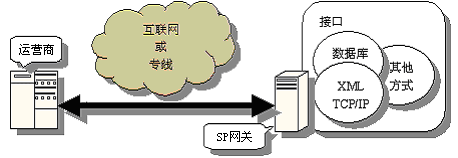 运营商
互联网
或
专线
SP网关
接口
数据库
XML
TCP/IP
其他
方式